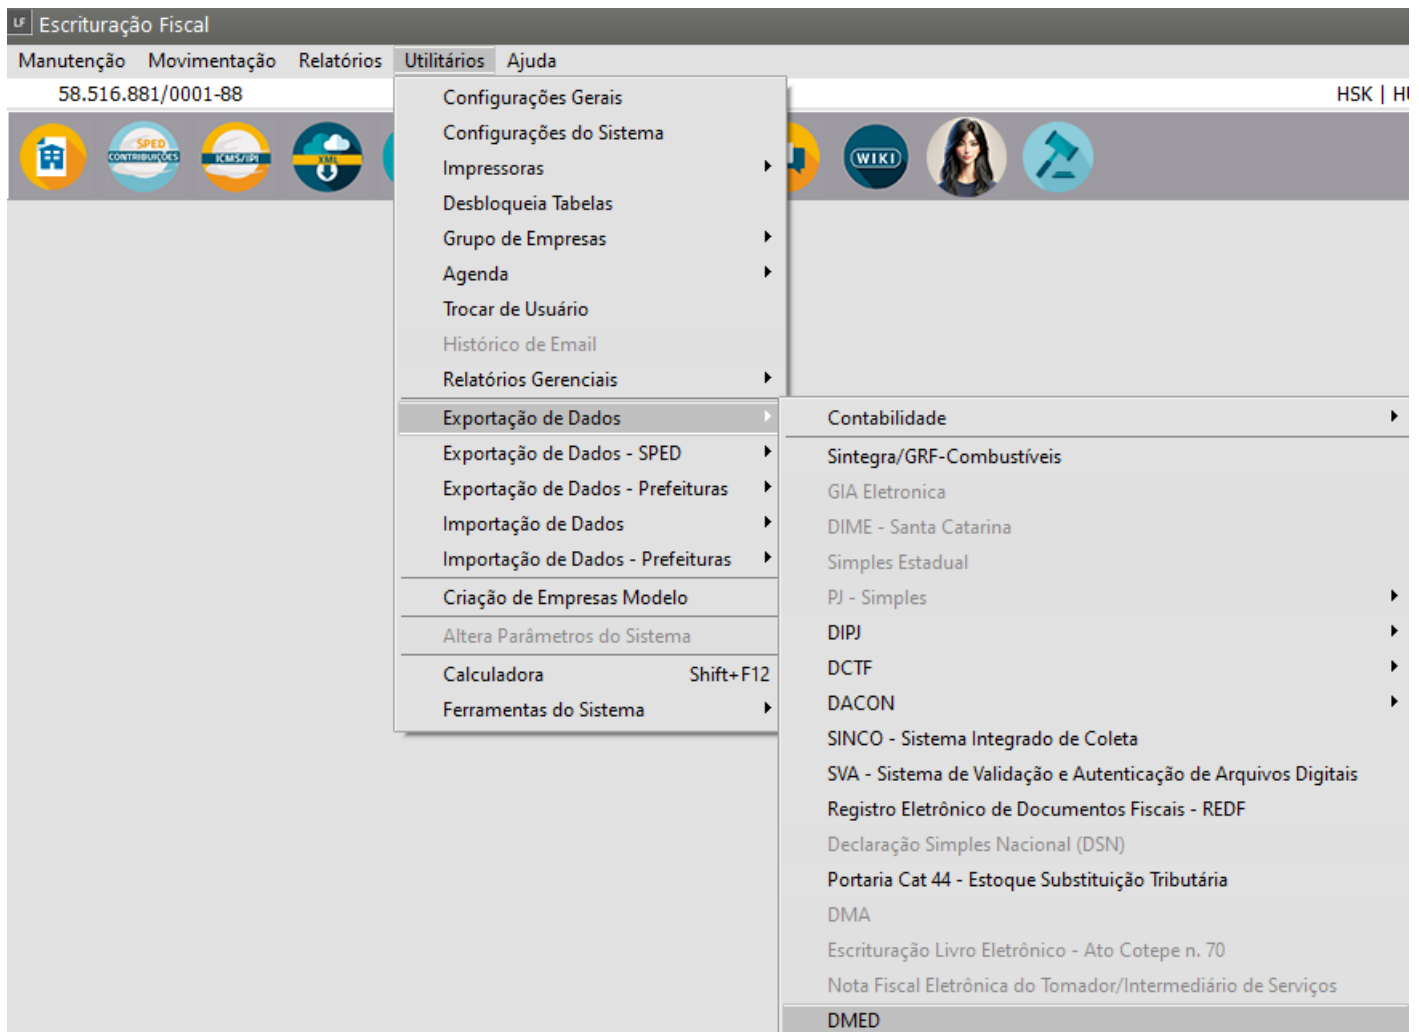 LF Escrituração Fiscal
Manutenção Movimentação Relatórios Utilitários Ajuda
58.516.881/0001-88
HSK |
SPED CONTRIBUIÇÕES
ICMS/IPI
XML
WIKI
Configurações Gerais
Configurações do Sistema
Impressoras
Desbloqueia Tabelas
Grupo de Empresas
Agenda
Trocar de Usuário
Histórico de Email
Relatórios Gerenciais
Exportação de Dados
Exportação de Dados - SPED
Exportação de Dados - Prefeituras
Importação de Dados
Importação de Dados - Prefeituras
Criação de Empresas Modelo
Altera Parâmetros do Sistema
Calculadora Shift+F12
Ferramentas do Sistema
Contabilidade
Sintegra/GRF-Combustíveis
GIA Eletronica
DIME - Santa Catarina
Simples Estadual
PJ - Simples
DIPJ
DCTF
DACON
SINCO - Sistema Integrado de Coleta
SVA - Sistema de Validação e Autenticação de Arquivos Digitais
Registro Eletrônico de Documentos Fiscais - REDF
Declaração Simples Nacional (DSN)
Portaria Cat 44 - Estoque Substituição Tributária
DMA
Escrituração Livro Eletrônico - Ato Cotepe n. 70
Nota Fiscal Eletrônica do Tomador/Intermediário de Serviços
DMED